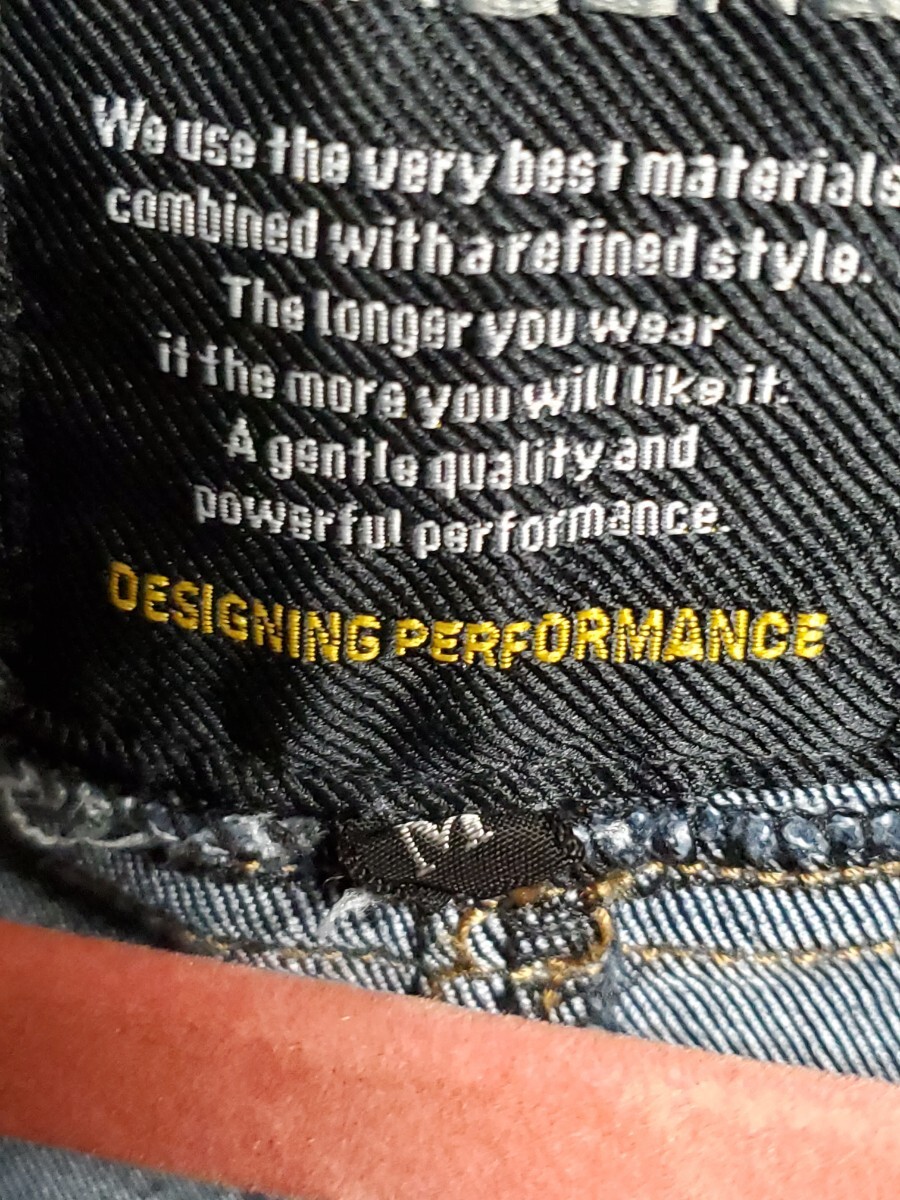 We use the very best materials
combined with a refined style.
The longer you wear
it the more you will like it.
A gentle quality and
powerful performance.
DESIGNING PERFORMANCE
M